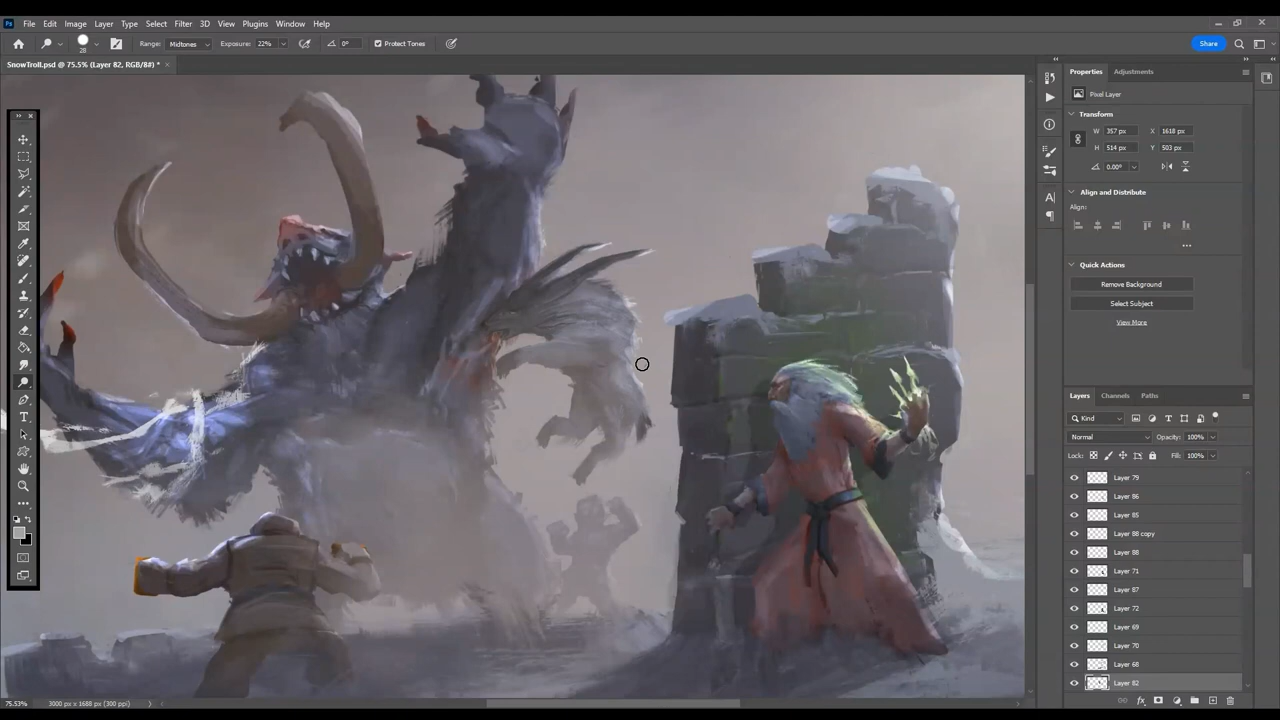 Ps File Edit Image Layer Type Select Filter 3D View Plugins Window Help
28 Range: Midtones Exposure: 22% 0° Protect Tones Share
SnowTroll.psd @ 75.5% (Layer 82, RGB/8#) *
Properties Adjustments
Pixel Layer
Transform
W 357 px X 1618 px
H 514 px Y 503 px
0.00°
Align and Distribute
Align:
Quick Actions
Remove Background
Select Subject
View More
Layers Channels Paths
Kind
Normal Opacity: 100%
Lock: Fill: 100%
Layer 79
Layer 86
Layer 85
Layer 88 copy
Layer 88
Layer 71
Layer 87
Layer 72
Layer 69
Layer 70
Layer 68
Layer 82
75.53% 3000 px x 1688 px (300 ppi)